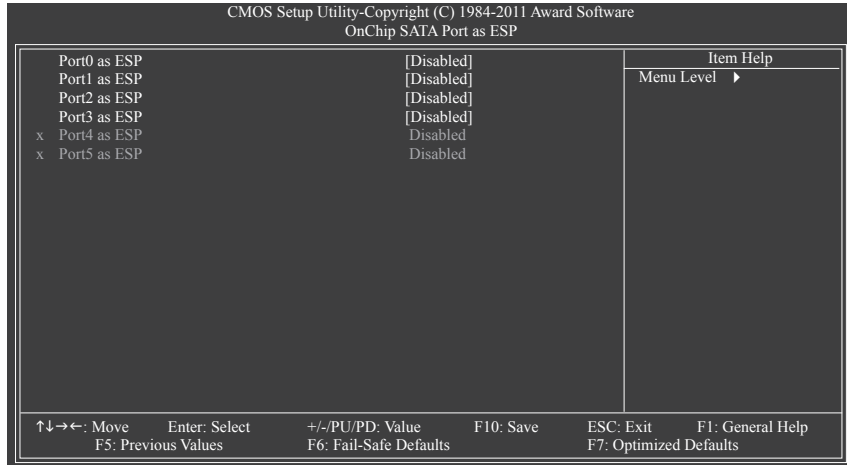 CMOS Setup Utility-Copyright (C) 1984-2011 Award Software
OnChip SATA Port as ESP
Port0 as ESP [Disabled]
Port1 as ESP [Disabled]
Port2 as ESP [Disabled]
Port3 as ESP [Disabled]
x Port4 as ESP Disabled
x Port5 as ESP Disabled
Item Help
Menu Level ▶
↑↓→←: Move Enter: Select +/-/PU/PD: Value F10: Save ESC: Exit F1: General Help
F5: Previous Values F6: Fail-Safe Defaults F7: Optimized Defaults